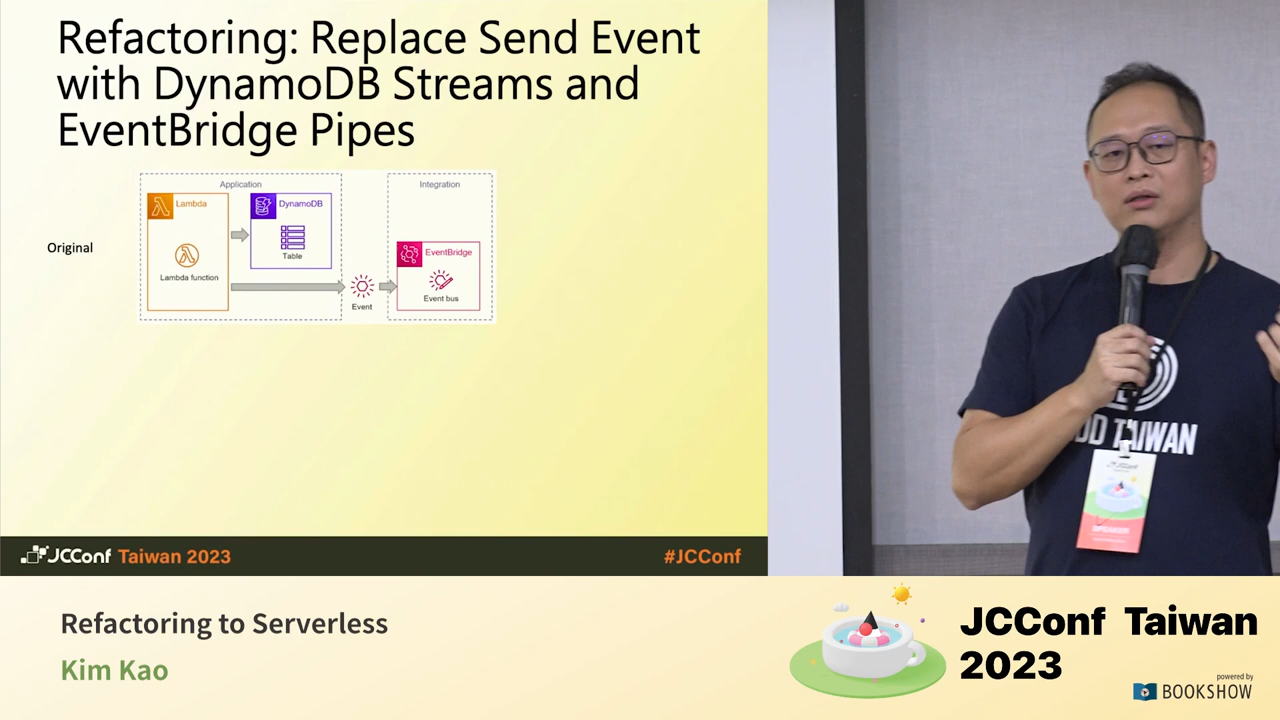 Refactoring: Replace Send Event
with DynamoDB Streams and
EventBridge Pipes
Application
Integration
Lambda
DynamoDB
Table
Original
Lambda function
EventBridge
Event
Event bus
JCConf Taiwan 2023
#JCConf
DD TAIWAN
SPEAKER
Refactoring to Serverless
Kim Kao
JCConf Taiwan
2023
powered by
BOOKSHOW